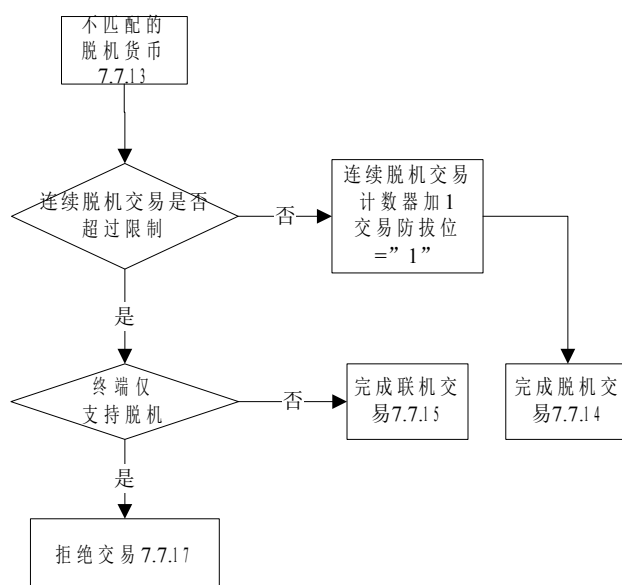 不匹配的
脱机货币
7.7.13
连续脱机交易是否
超过限制
否
连续脱机交易
计数器加1
交易防拔位
=”1”
是
终端仅
支持脱机
否
完成联机交
易7.7.15
完成脱机交
易7.7.14
是
拒绝交易7.7.17